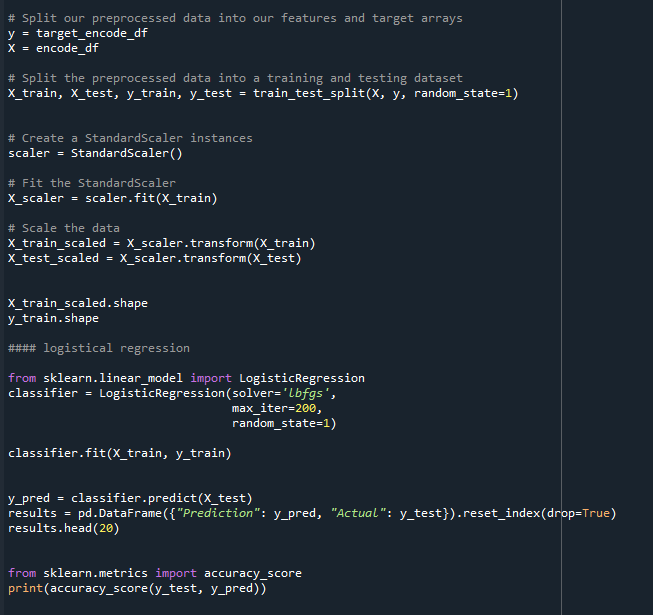 # Split our preprocessed data into our features and target arrays
y = target_encode_df
X = encode_df
# Split the preprocessed data into a training and testing dataset
X_train, X_test, y_train, y_test = train_test_split(X, y, random_state=1)
# Create a StandardScaler instances
scaler = StandardScaler()
# Fit the StandardScaler
X_scaler = scaler.fit(X_train)
# Scale the data
X_train_scaled = X_scaler.transform(X_train)
X_test_scaled = X_scaler.transform(X_test)
X_train_scaled.shape
y_train.shape
#### logistical regression
from sklearn.linear_model import LogisticRegression
classifier = LogisticRegression(solver='lbfgs',
                                max_iter=200,
                                random_state=1)
classifier.fit(X_train, y_train)
y_pred = classifier.predict(X_test)
results = pd.DataFrame({"Prediction": y_pred, "Actual": y_test}).reset_index(drop=True)
results.head(20)
from sklearn.metrics import accuracy_score
print(accuracy_score(y_test, y_pred))